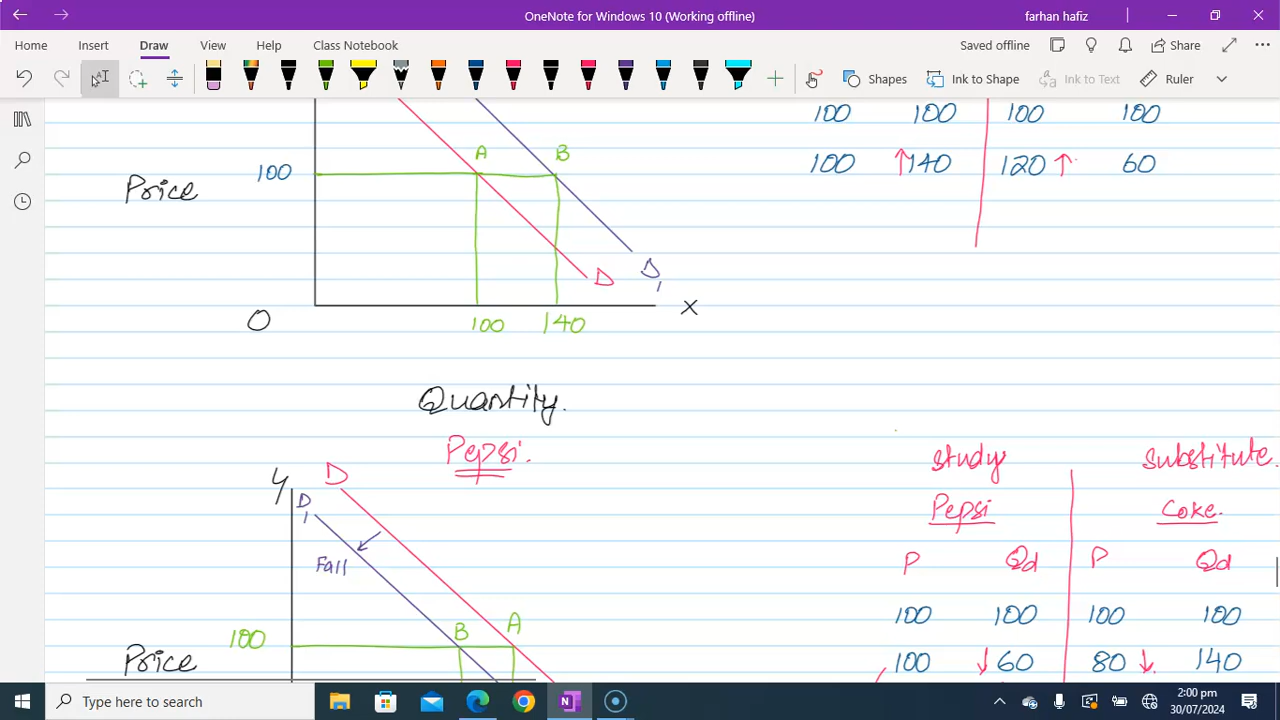 OneNote for Windows 10 (Working offline)
farhan hafiz
Home Insert Draw View Help Class Notebook
Saved offline
Share
Shapes
Ink to Shape
Ink to Text
Ruler
100 100 100 100
A B
100
100 ↑140 120 ↑ 60
Price
D
D1
O
100 140
X
Quantity.
Pepsi.
Study Substitute.
Y D
D1
Pepsi Coke.
Fall
P Qd P Qd
100 100 100 100
B A
100
Price
100 ↓60 80 ↓ 140
Type here to search
2:00 pm
30/07/2024